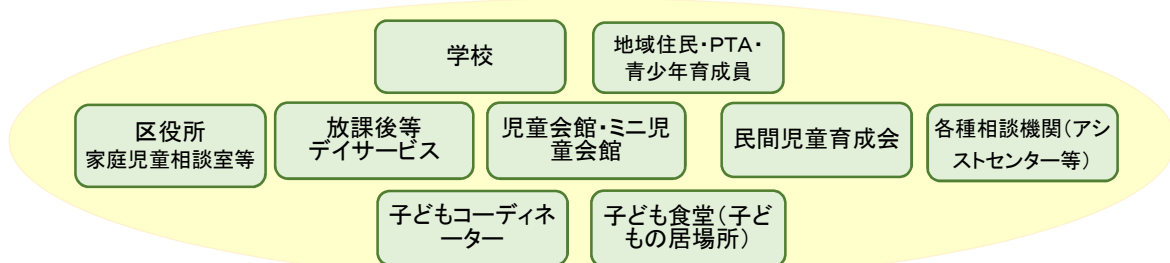 学校
地域住民・PTA・
青少年育成員
区役所
家庭児童相談室等
放課後等
デイサービス
児童会館・ミニ児
童会館
民間児童育成会
各種相談機関(アシ
ストセンター等)
子どもコーディネ
ーター
子ども食堂(子ど
もの居場所)